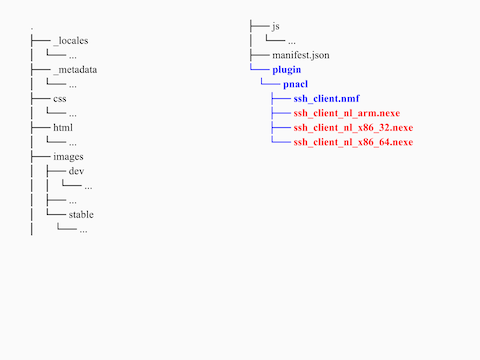 .
├── _locales
│   └── ...
├── _metadata
│   └── ...
├── css
│   └── ...
├── html
│   └── ...
├── images
│   ├── dev
│   │   └── ...
│   ├── ...
│   └── stable
│       └── ...
├── js
│   └── ...
├── manifest.json
└── plugin
    └── pnacl
        ├── ssh_client.nmf
        ├── ssh_client_nl_arm.nexe
        ├── ssh_client_nl_x86_32.nexe
        └── ssh_client_nl_x86_64.nexe